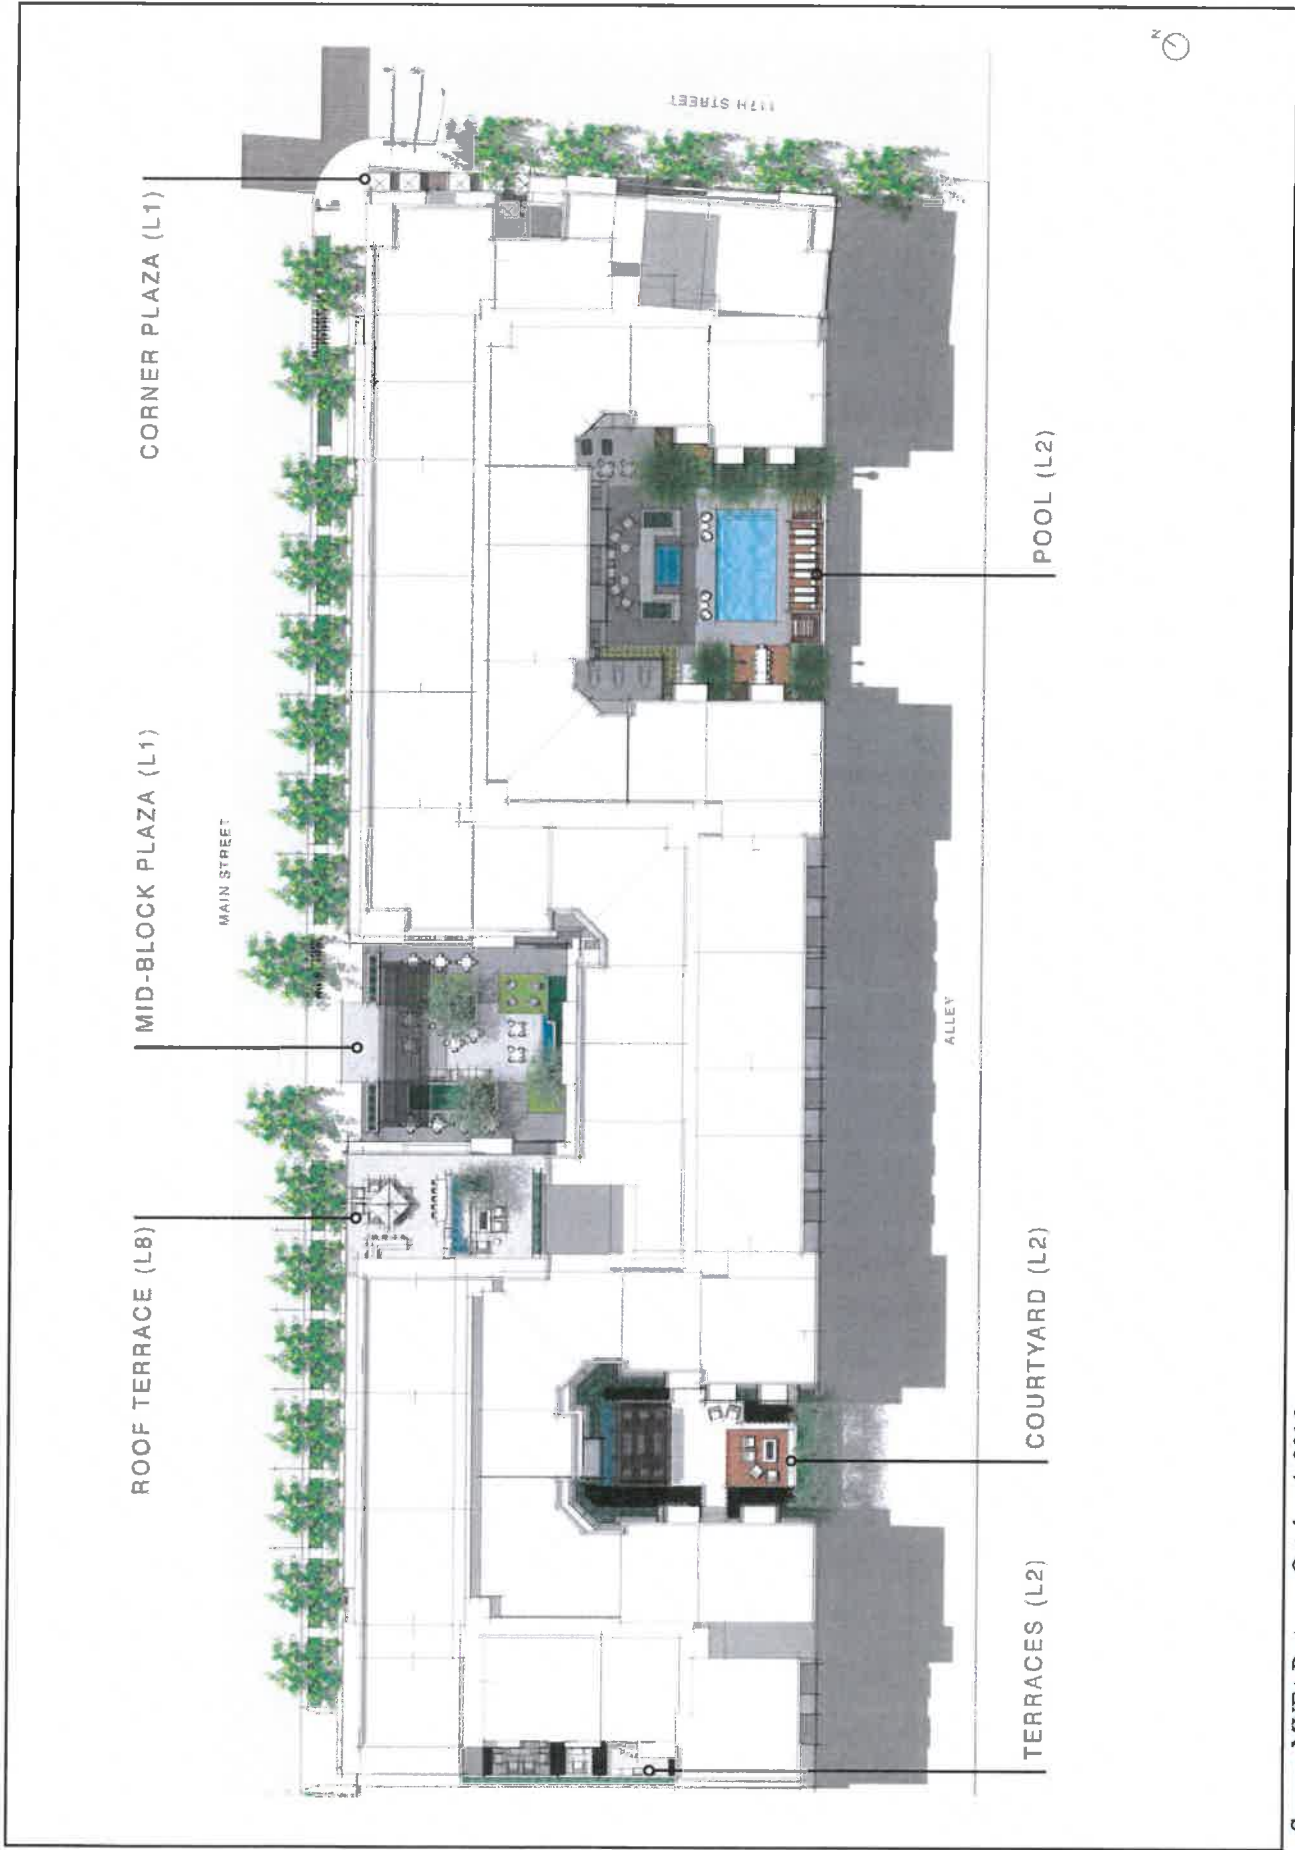 ROOF TERRACE (L8)
MID-BLOCK PLAZA (L1)
CORNER PLAZA (L1)
MAIN STREET
11TH STREET
ALLEY
TERRACES (L2)
COURTYARD (L2)
POOL (L2)
N